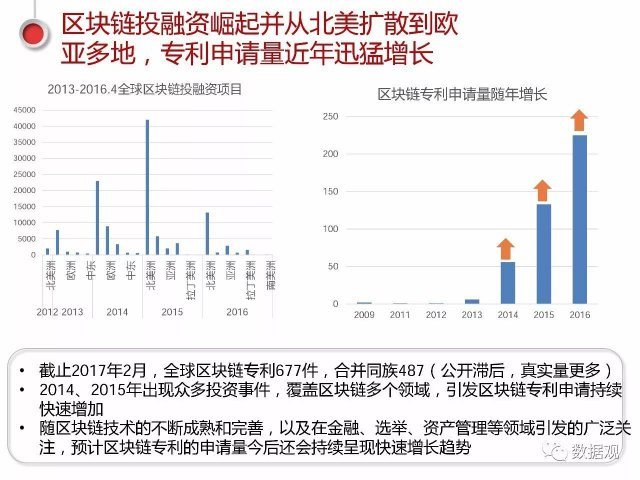 区块链投融资崛起并从北美扩散到欧
亚多地，专利申请量近年迅猛增长
2013-2016.4全球区块链投融资项目
45000
40000
35000
30000
25000
20000
15000
10000
5000
0
北美洲
欧洲
中东
欧洲
中东
北美洲
亚洲
拉丁美洲
北美洲
亚洲
拉丁美洲
南美洲
2012 2013 2014 2015 2016
区块链专利申请量随年增长
250
200
150
100
50
0
2009 2011 2012 2013 2014 2015 2016
• 截止2017年2月，全球区块链专利677件，合并同族487（公开滞后，真实量更多）
• 2014、2015年出现众多投资事件，覆盖区块链多个领域，引发区块链专利申请持续
快速增加
• 随区块链技术的不断成熟和完善，以及在金融、选举、资产管理等领域引发的广泛关
注，预计区块链专利的申请量今后还会持续呈现快速增长趋势
数据观